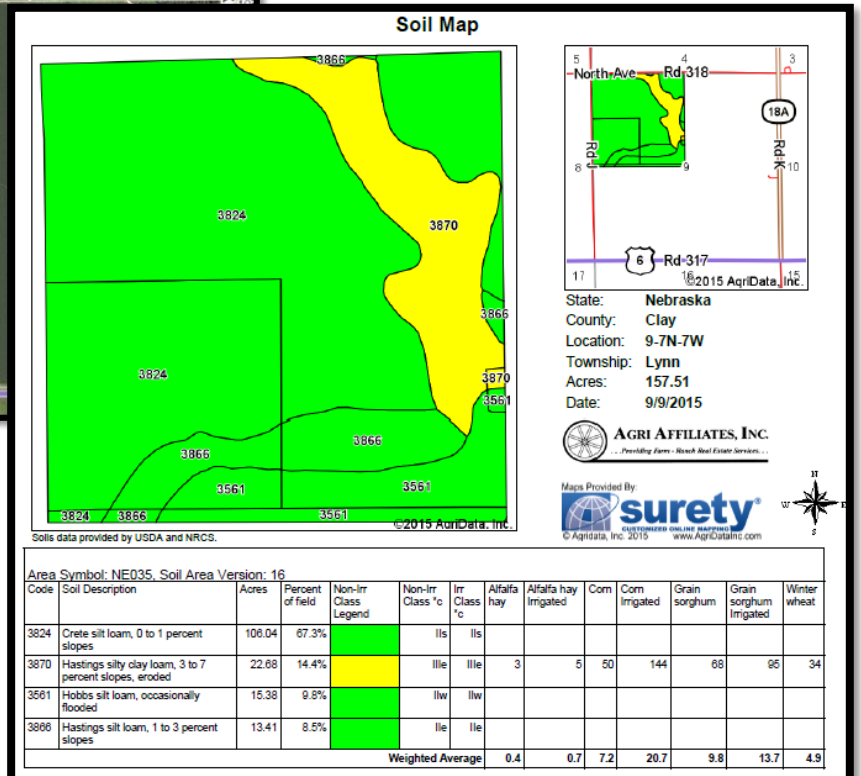 Soil Map
3866
3824
3870
3866
3824
3870
3561
3866
3866
3561
3561
3824
3866
3561
©2015 AgriData, Inc.
Soils data provided by USDA and NRCS.
5
4
3
North Ave
Rd 318
18A
Rd J
Rd K
8
9
10
6
Rd 317
17
16
15
©2015 AgriData, Inc.
State: Nebraska
County: Clay
Location: 9-7N-7W
Township: Lynn
Acres: 157.51
Date: 9/9/2015
AGRI AFFILIATES, INC.
...Providing Farm - Ranch Real Estate Services...
Maps Provided By:
surety®
CUSTOMIZED ONLINE MAPPING
© Agridata, Inc. 2015 www.AgriDataInc.com
N
W
E
S
Area Symbol: NE035, Soil Area Version: 16
Code Soil Description Acres Percent of field Non-Irr Class Legend Non-Irr Class *c Irr Class *c Alfalfa hay Alfalfa hay Irrigated Corn Corn Irrigated Grain sorghum Grain sorghum Irrigated Winter wheat
3824 Crete silt loam, 0 to 1 percent slopes 106.04 67.3% IIs IIs
3870 Hastings silty clay loam, 3 to 7 percent slopes, eroded 22.68 14.4% IIIe IIIe 3 5 50 144 68 95 34
3561 Hobbs silt loam, occasionally flooded 15.38 9.8% IIw IIw
3866 Hastings silt loam, 1 to 3 percent slopes 13.41 8.5% IIe IIe
Weighted Average 0.4 0.7 7.2 20.7 9.8 13.7 4.9